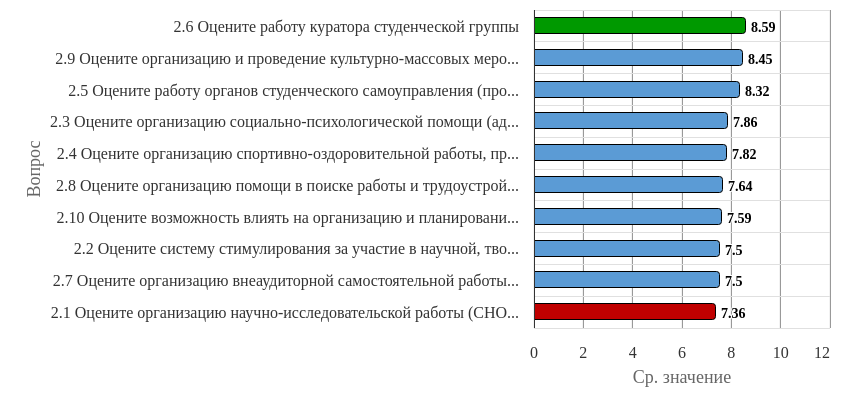 2.6 Оцените работу куратора студенческой группы 8.59
2.9 Оцените организацию и проведение культурно-массовых меро... 8.45
2.5 Оцените работу органов студенческого самоуправления (про... 8.32
2.3 Оцените организацию социально-психологической помощи (ад... 7.86
2.4 Оцените организацию спортивно-оздоровительной работы, пр... 7.82
2.8 Оцените организацию помощи в поиске работы и трудоустрой... 7.64
2.10 Оцените возможность влиять на организацию и планировани... 7.59
2.2 Оцените систему стимулирования за участие в научной, тво... 7.5
2.7 Оцените организацию внеаудиторной самостоятельной работы... 7.5
2.1 Оцените организацию научно-исследовательской работы (СНО... 7.36
Вопрос
0 2 4 6 8 10 12
Ср. значение